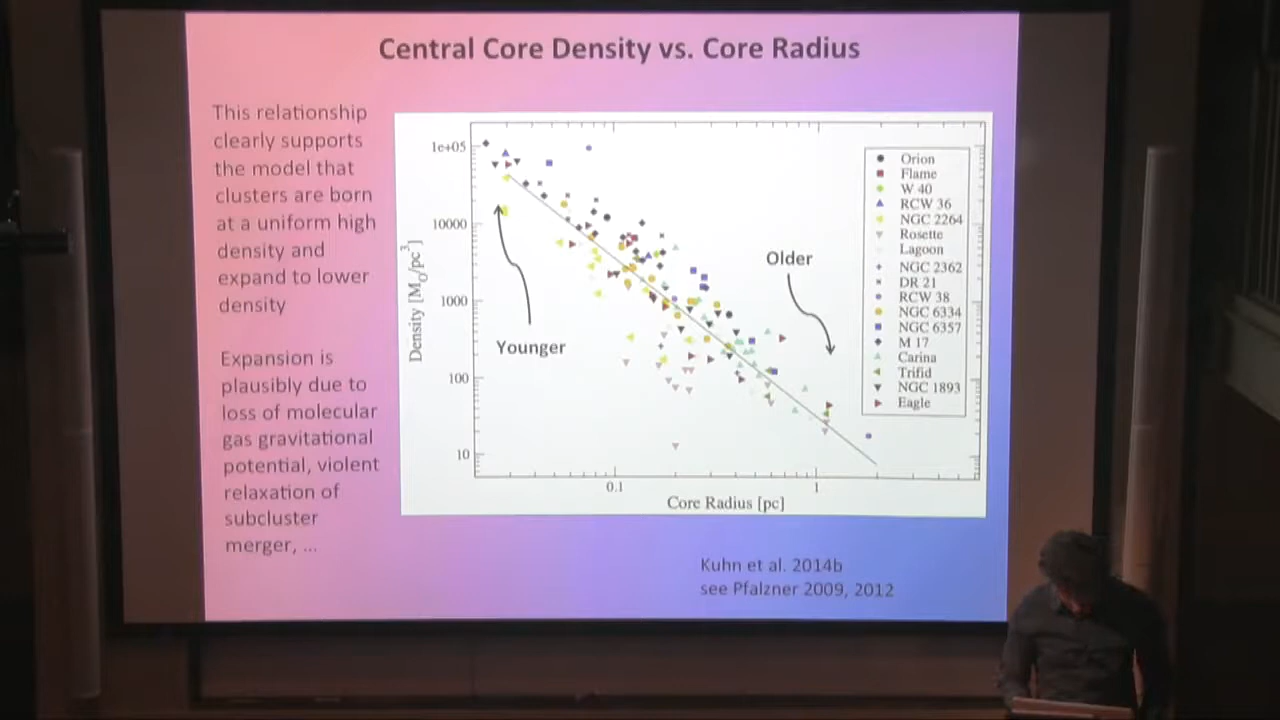 Central Core Density vs. Core Radius
This relationship
clearly supports
the model that
clusters are born
at a uniform high
density and
expand to lower
density
Expansion is
plausibly due to
loss of molecular
gas gravitational
potential, violent
relaxation of
subcluster
merger, ...
1e+05
10000
1000
100
10
Density [M⊙/pc³]
0.1
1
Core Radius [pc]
Younger
Older
Orion
Flame
W 40
RCW 36
NGC 2264
Rosette
Lagoon
NGC 2362
DR 21
RCW 38
NGC 6334
NGC 6357
M 17
Carina
Trifid
NGC 1893
Eagle
Kuhn et al. 2014b
see Pfalzner 2009, 2012